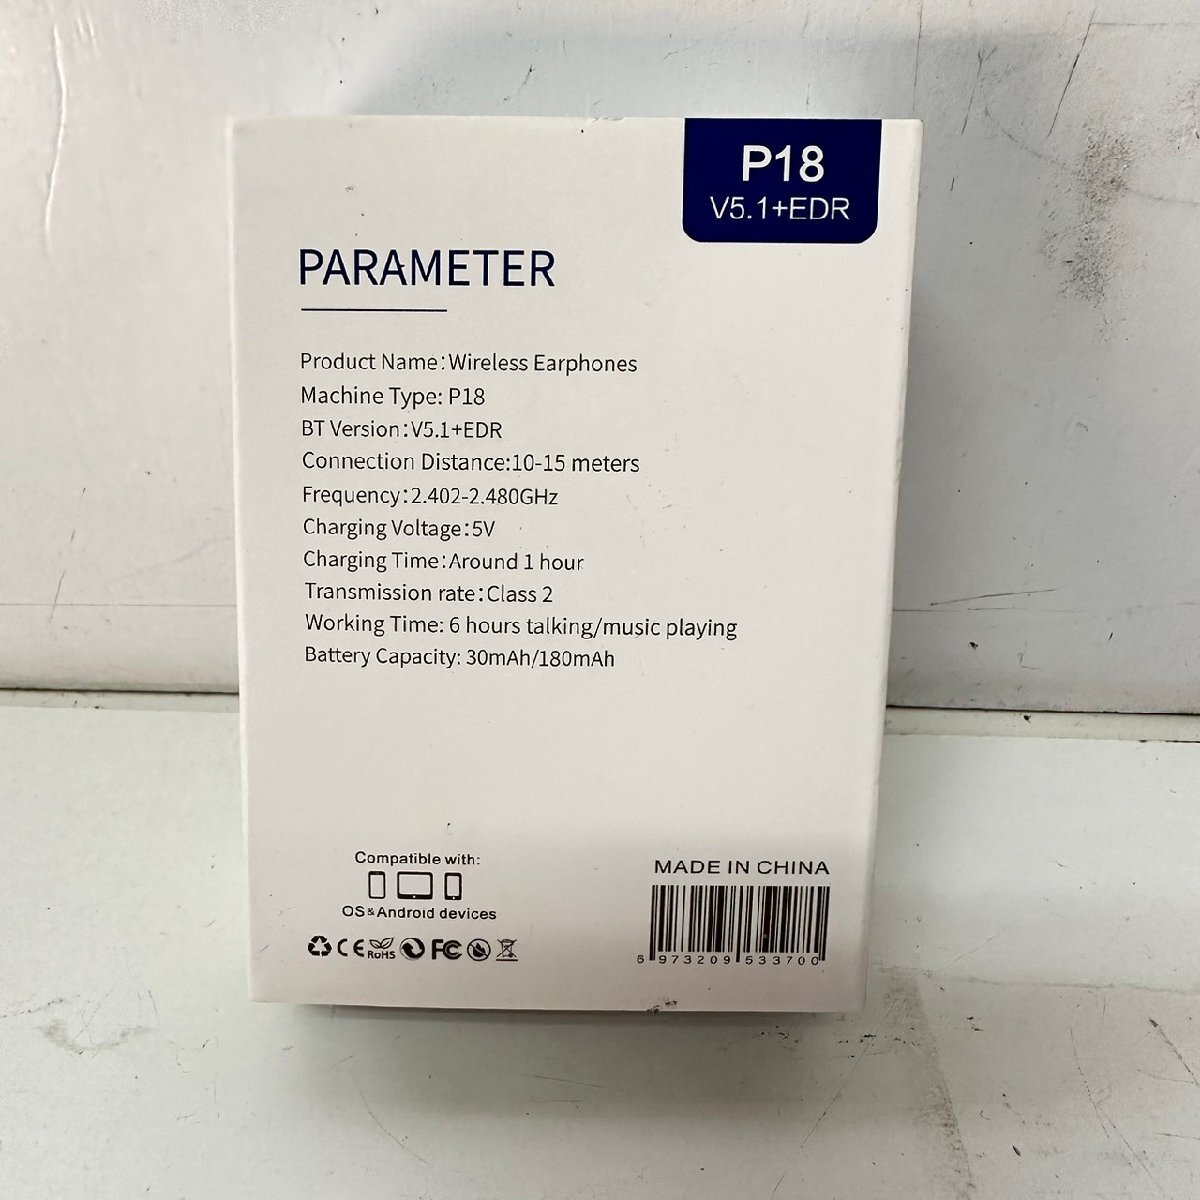 P18
V5.1+EDR
PARAMETER
Product Name:Wireless Earphones
Machine Type: P18
BT Version:V5.1+EDR
Connection Distance:10-15 meters
Frequency:2.402-2.480GHz
Charging Voltage:5V
Charging Time:Around 1 hour
Transmission rate:Class 2
Working Time: 6 hours talking/music playing
Battery Capacity: 30mAh/180mAh
Compatible with:
OS&Android devices
CE RoHS FC
MADE IN CHINA
6 973209 533700